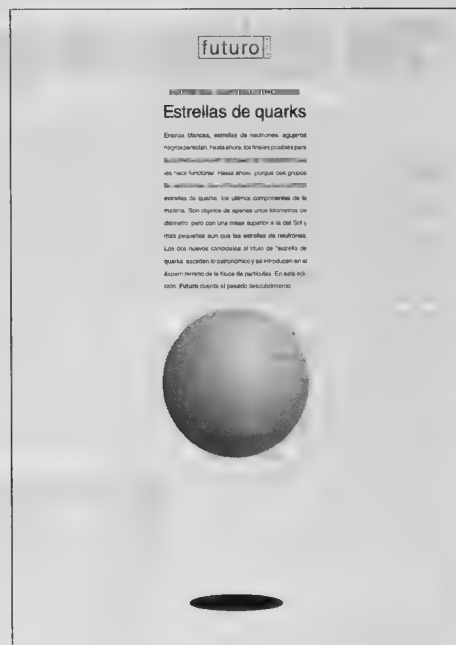 futuro
Estrellas de quarks
Enanas blancas, estrellas de neutrones, agujeros
negros parecían, hasta ahora, los finales posibles para
las hace funcionar. Hasta ahora, porque dos grupos
estrellas de quarks, los últimos componentes de la
materia. Son objetos de apenas unos kilómetros de
diámetro pero con una masa superior a la del Sol y
más pequeñas aun que las estrellas de neutrones.
Los dos nuevos candidatos al título de "estrella de
quarks exceden lo astronómico y se introducen en el
áspero terreno de la física de partículas. En esta edi-
ción, Futuro cuenta el pesado descubrimiento